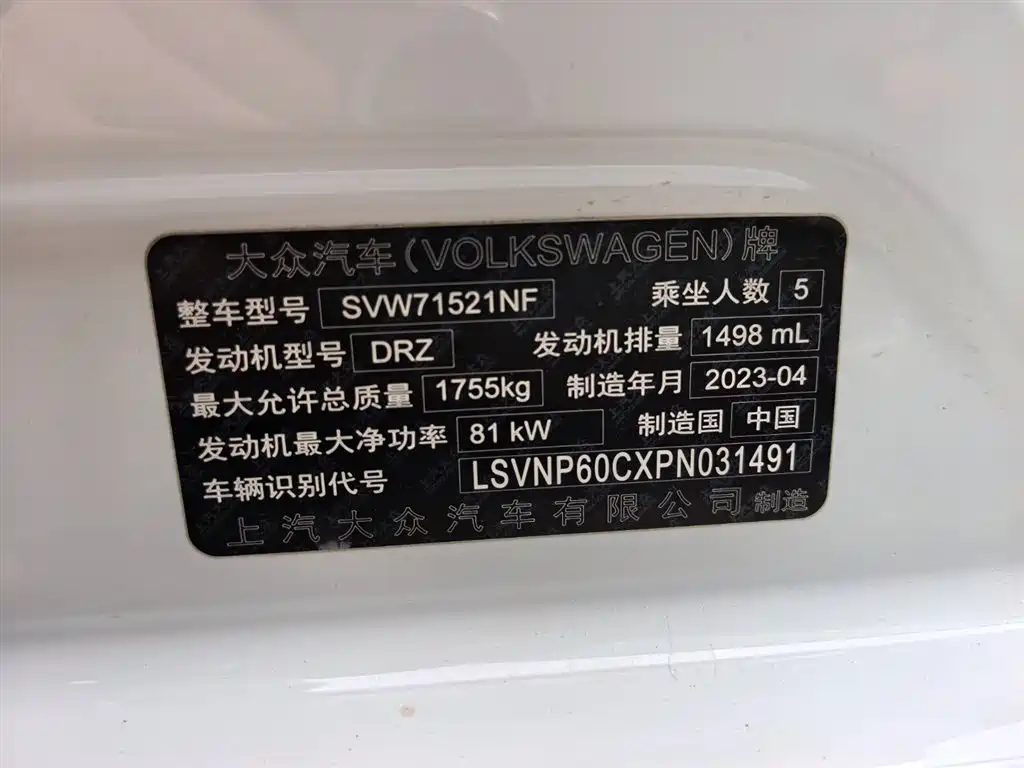 大众汽车(VOLKSWAGEN)牌
整车型号 SVW71521NF 乘坐人数 5
发动机型号 DRZ 发动机排量 1498 mL
最大允许总质量 1755kg 制造年月 2023-04
发动机最大净功率 81 kW 制造国 中国
车辆识别代号 LSVNP60CXPN031491
上汽大众汽车有限公司制造